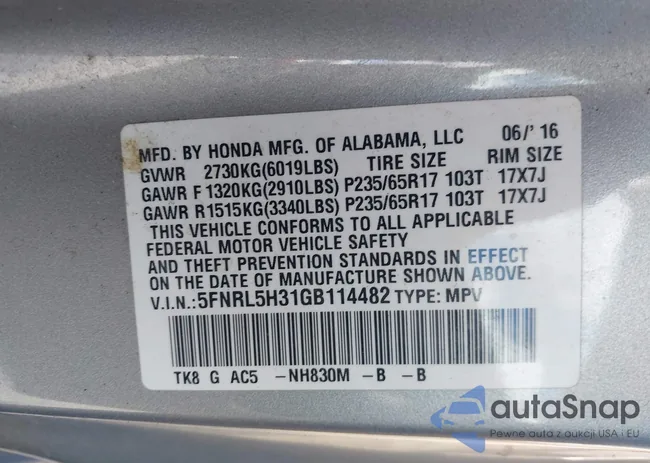 MFD. BY HONDA MFG. OF ALABAMA, LLC 06/' 16
GVWR 2730KG(6019LBS) TIRE SIZE RIM SIZE
GAWR F 1320KG(2910LBS) P235/65R17 103T 17X7J
GAWR R1515KG(3340LBS) P235/65R17 103T 17X7J
THIS VEHICLE CONFORMS TO ALL APPLICABLE
FEDERAL MOTOR VEHICLE SAFETY
AND THEFT PREVENTION STANDARDS IN EFFECT
ON THE DATE OF MANUFACTURE SHOWN ABOVE.
V.I.N.:5FNRL5H31GB114482 TYPE: MPV
TK8 G AC5 -NH830M -B -B
autaSnap
Pewne auta z aukcji USA i EU